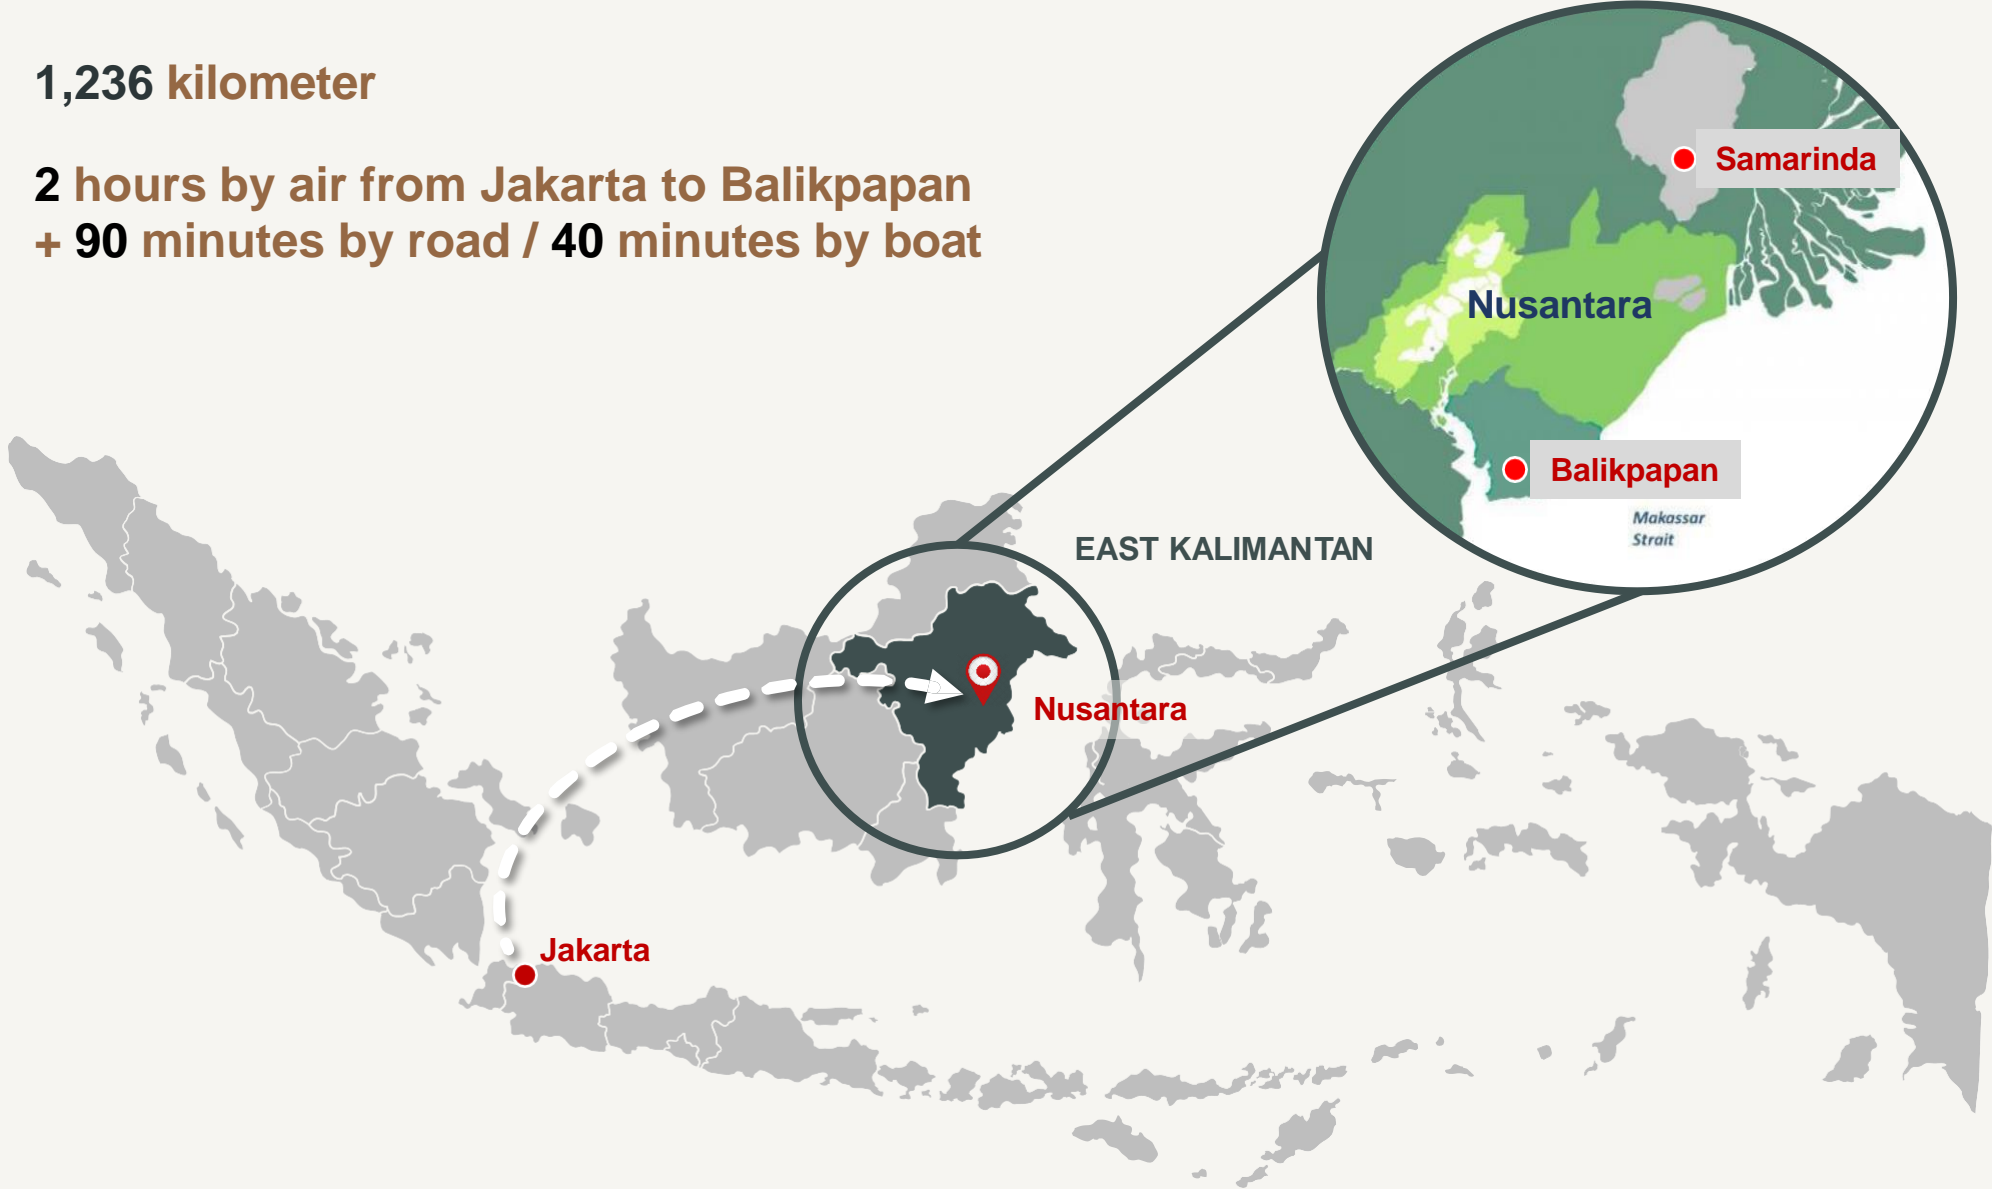 1,236 kilometer
2 hours by air from Jakarta to Balikpapan
+ 90 minutes by road / 40 minutes by boat
Samarinda
Nusantara
Balikpapan
Makassar
Strait
EAST KALIMANTAN
Nusantara
Jakarta